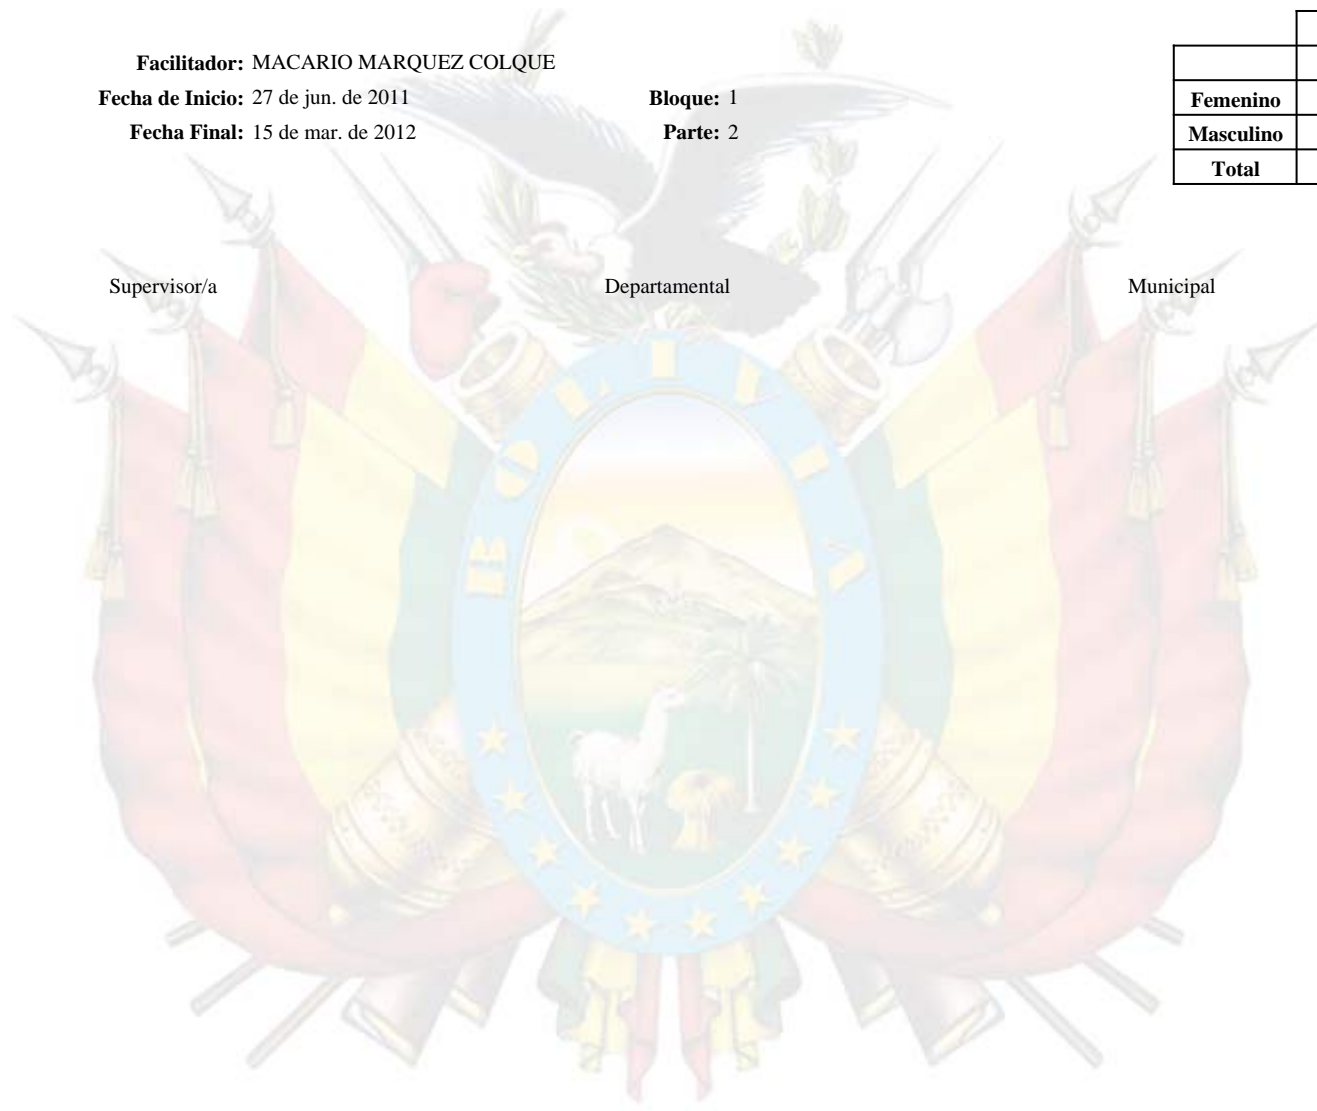 Facilitador: MACARIO MARQUEZ COLQUE
Fecha de Inicio: 27 de jun. de 2011 Bloque: 1
Fecha Final: 15 de mar. de 2012 Parte: 2
Femenino
Masculino
Total
Supervisor/a Departamental Municipal
BOLIVIA